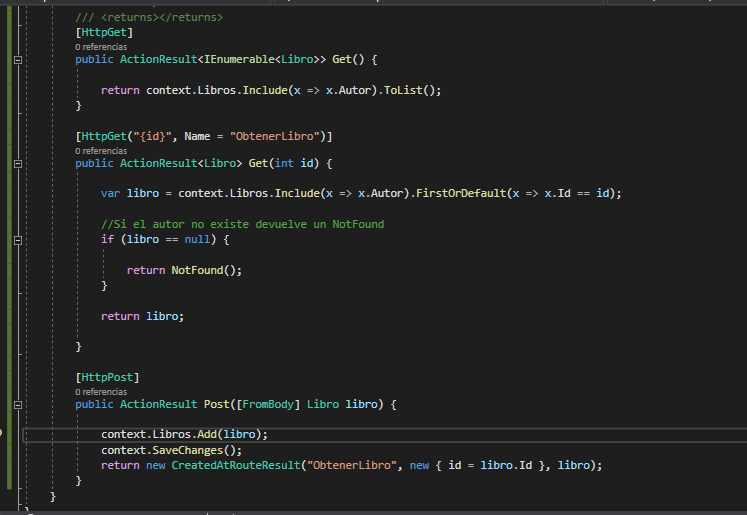 /// <returns></returns>
[HttpGet]
0 referencias
public ActionResult<IEnumerable<Libro>> Get() {
return context.Libros.Include(x => x.Autor).ToList();
}
[HttpGet("{id}", Name = "ObtenerLibro")]
0 referencias
public ActionResult<Libro> Get(int id) {
var libro = context.Libros.Include(x => x.Autor).FirstOrDefault(x => x.Id == id);
//Si el autor no existe devuelve un NotFound
if (libro == null) {
return NotFound();
}
return libro;
}
[HttpPost]
0 referencias
public ActionResult Post([FromBody] Libro libro) {
context.Libros.Add(libro);
context.SaveChanges();
return new CreatedAtRouteResult("ObtenerLibro", new { id = libro.Id }, libro);
}
}
}